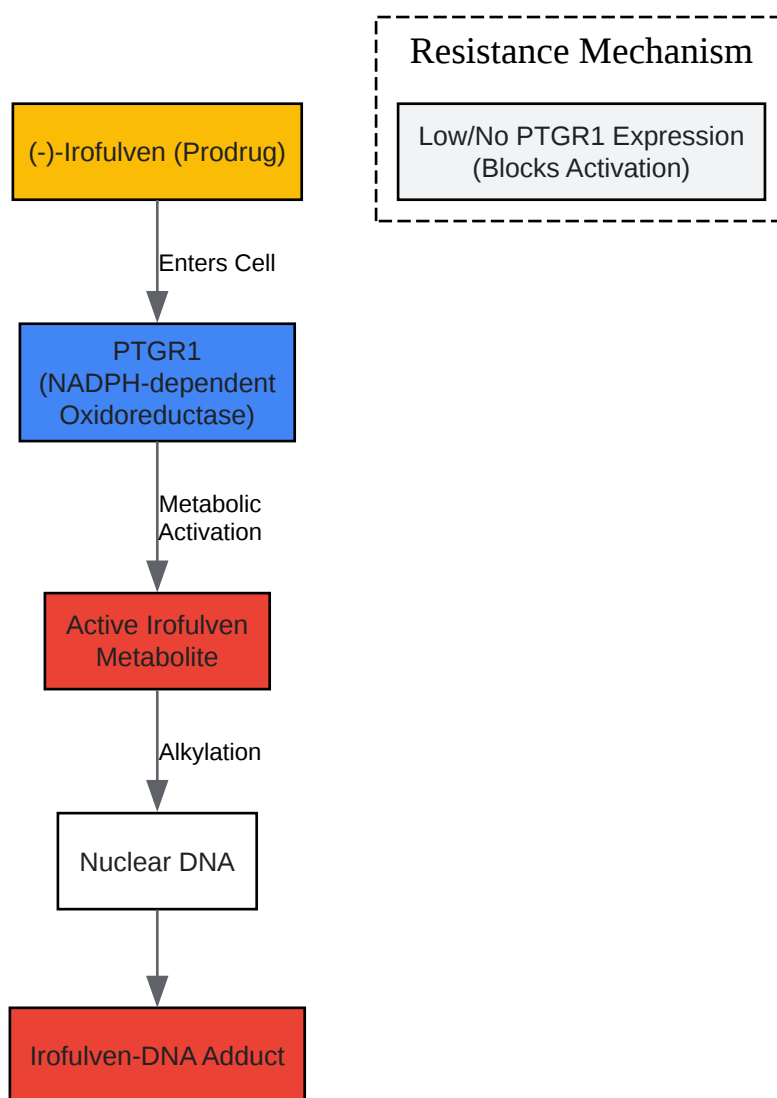 Resistance Mechanism
Low/No PTGR1 Expression
(Blocks Activation)
(-)-Irofulven (Prodrug)
Enters Cell
PTGR1
(NADPH-dependent
Oxidoreductase)
Metabolic
Activation
Active Irofulven
Metabolite
Alkylation
Nuclear DNA
Irofulven-DNA Adduct